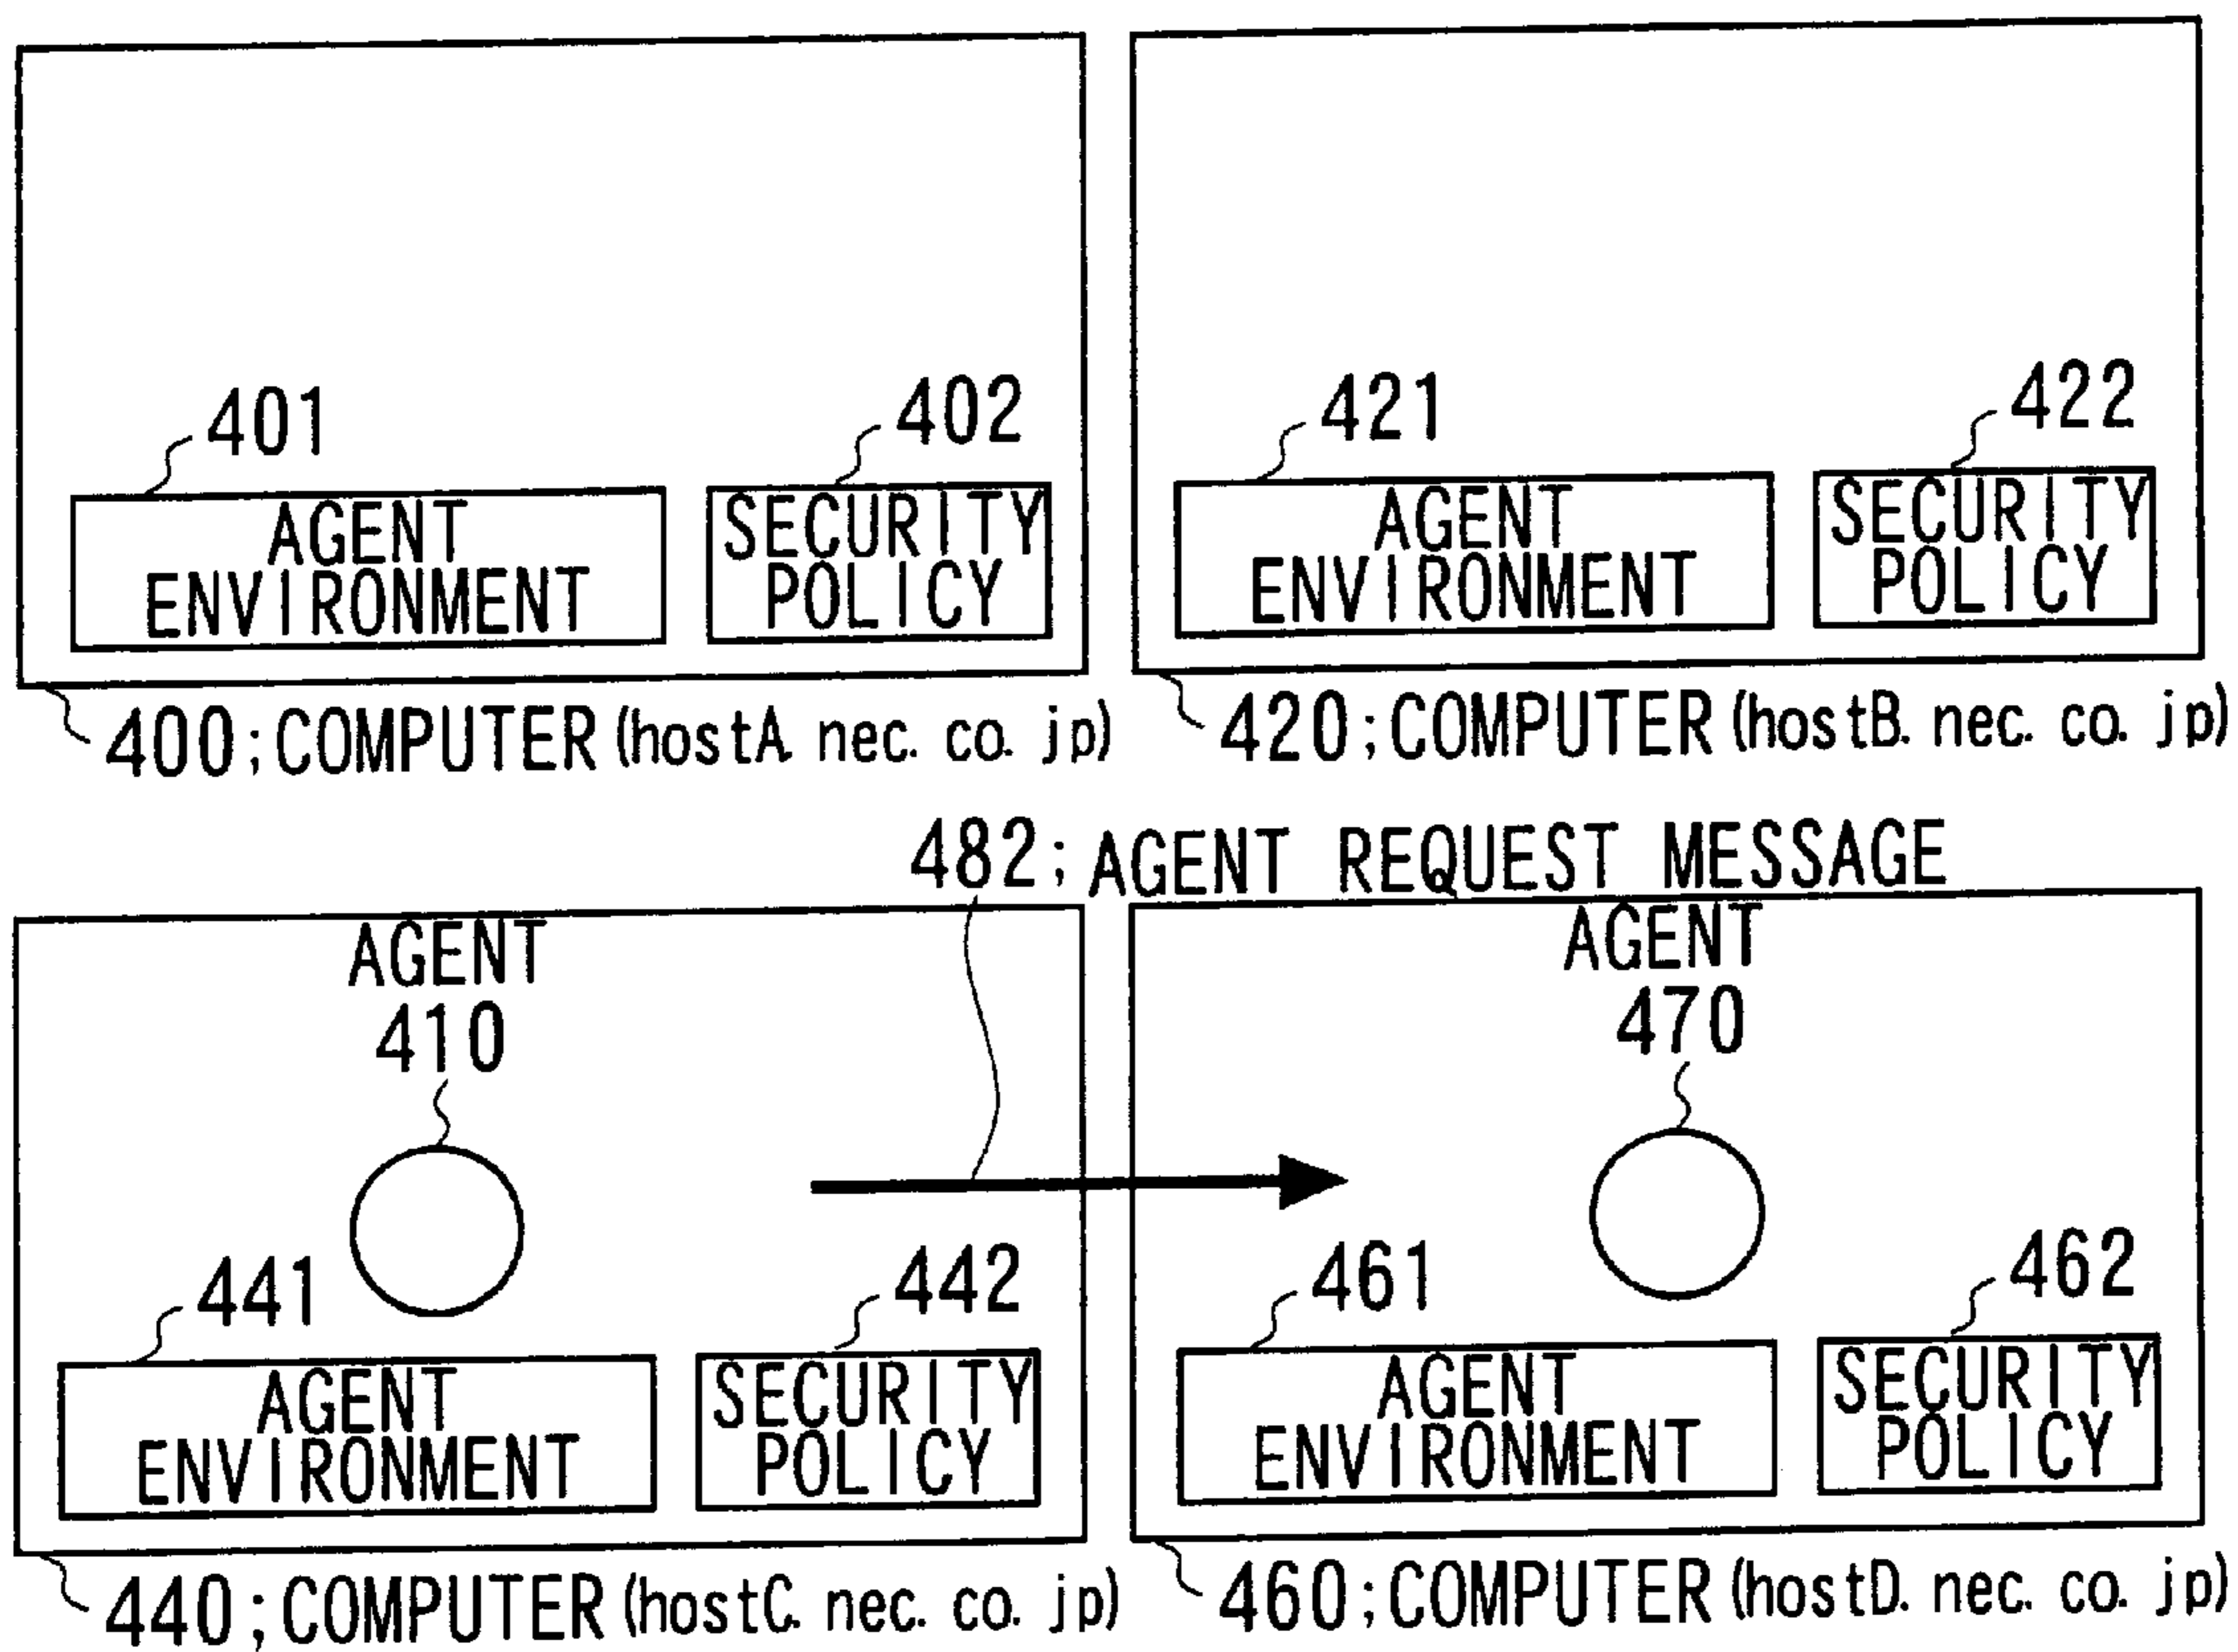 401
402
AGENT
ENVIRONMENT
SECURITY
POLICY
400;COMPUTER (hostA. nec. co. jp)
421
422
AGENT
ENVIRONMENT
SECURITY
POLICY
420;COMPUTER (hostB. nec. co. jp)
482; AGENT REQUEST MESSAGE
AGENT
410
441
442
AGENT
ENVIRONMENT
SECURITY
POLICY
440;COMPUTER (hostC. nec. co. jp)
AGENT
470
461
462
AGENT
ENVIRONMENT
SECURITY
POLICY
460;COMPUTER (hostD. nec. co. jp)